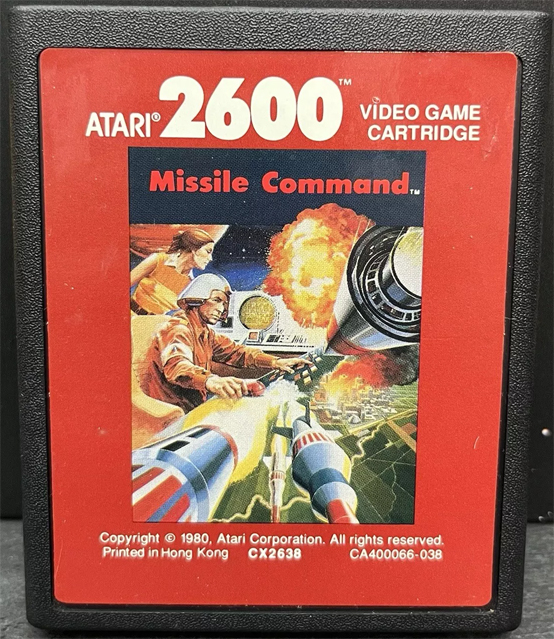 ATARI® 2600™ VIDEO GAME
CARTRIDGE
Missile Command™
Copyright © 1980, Atari Corporation. All rights reserved.
Printed in Hong Kong CX2638 CA400066-038